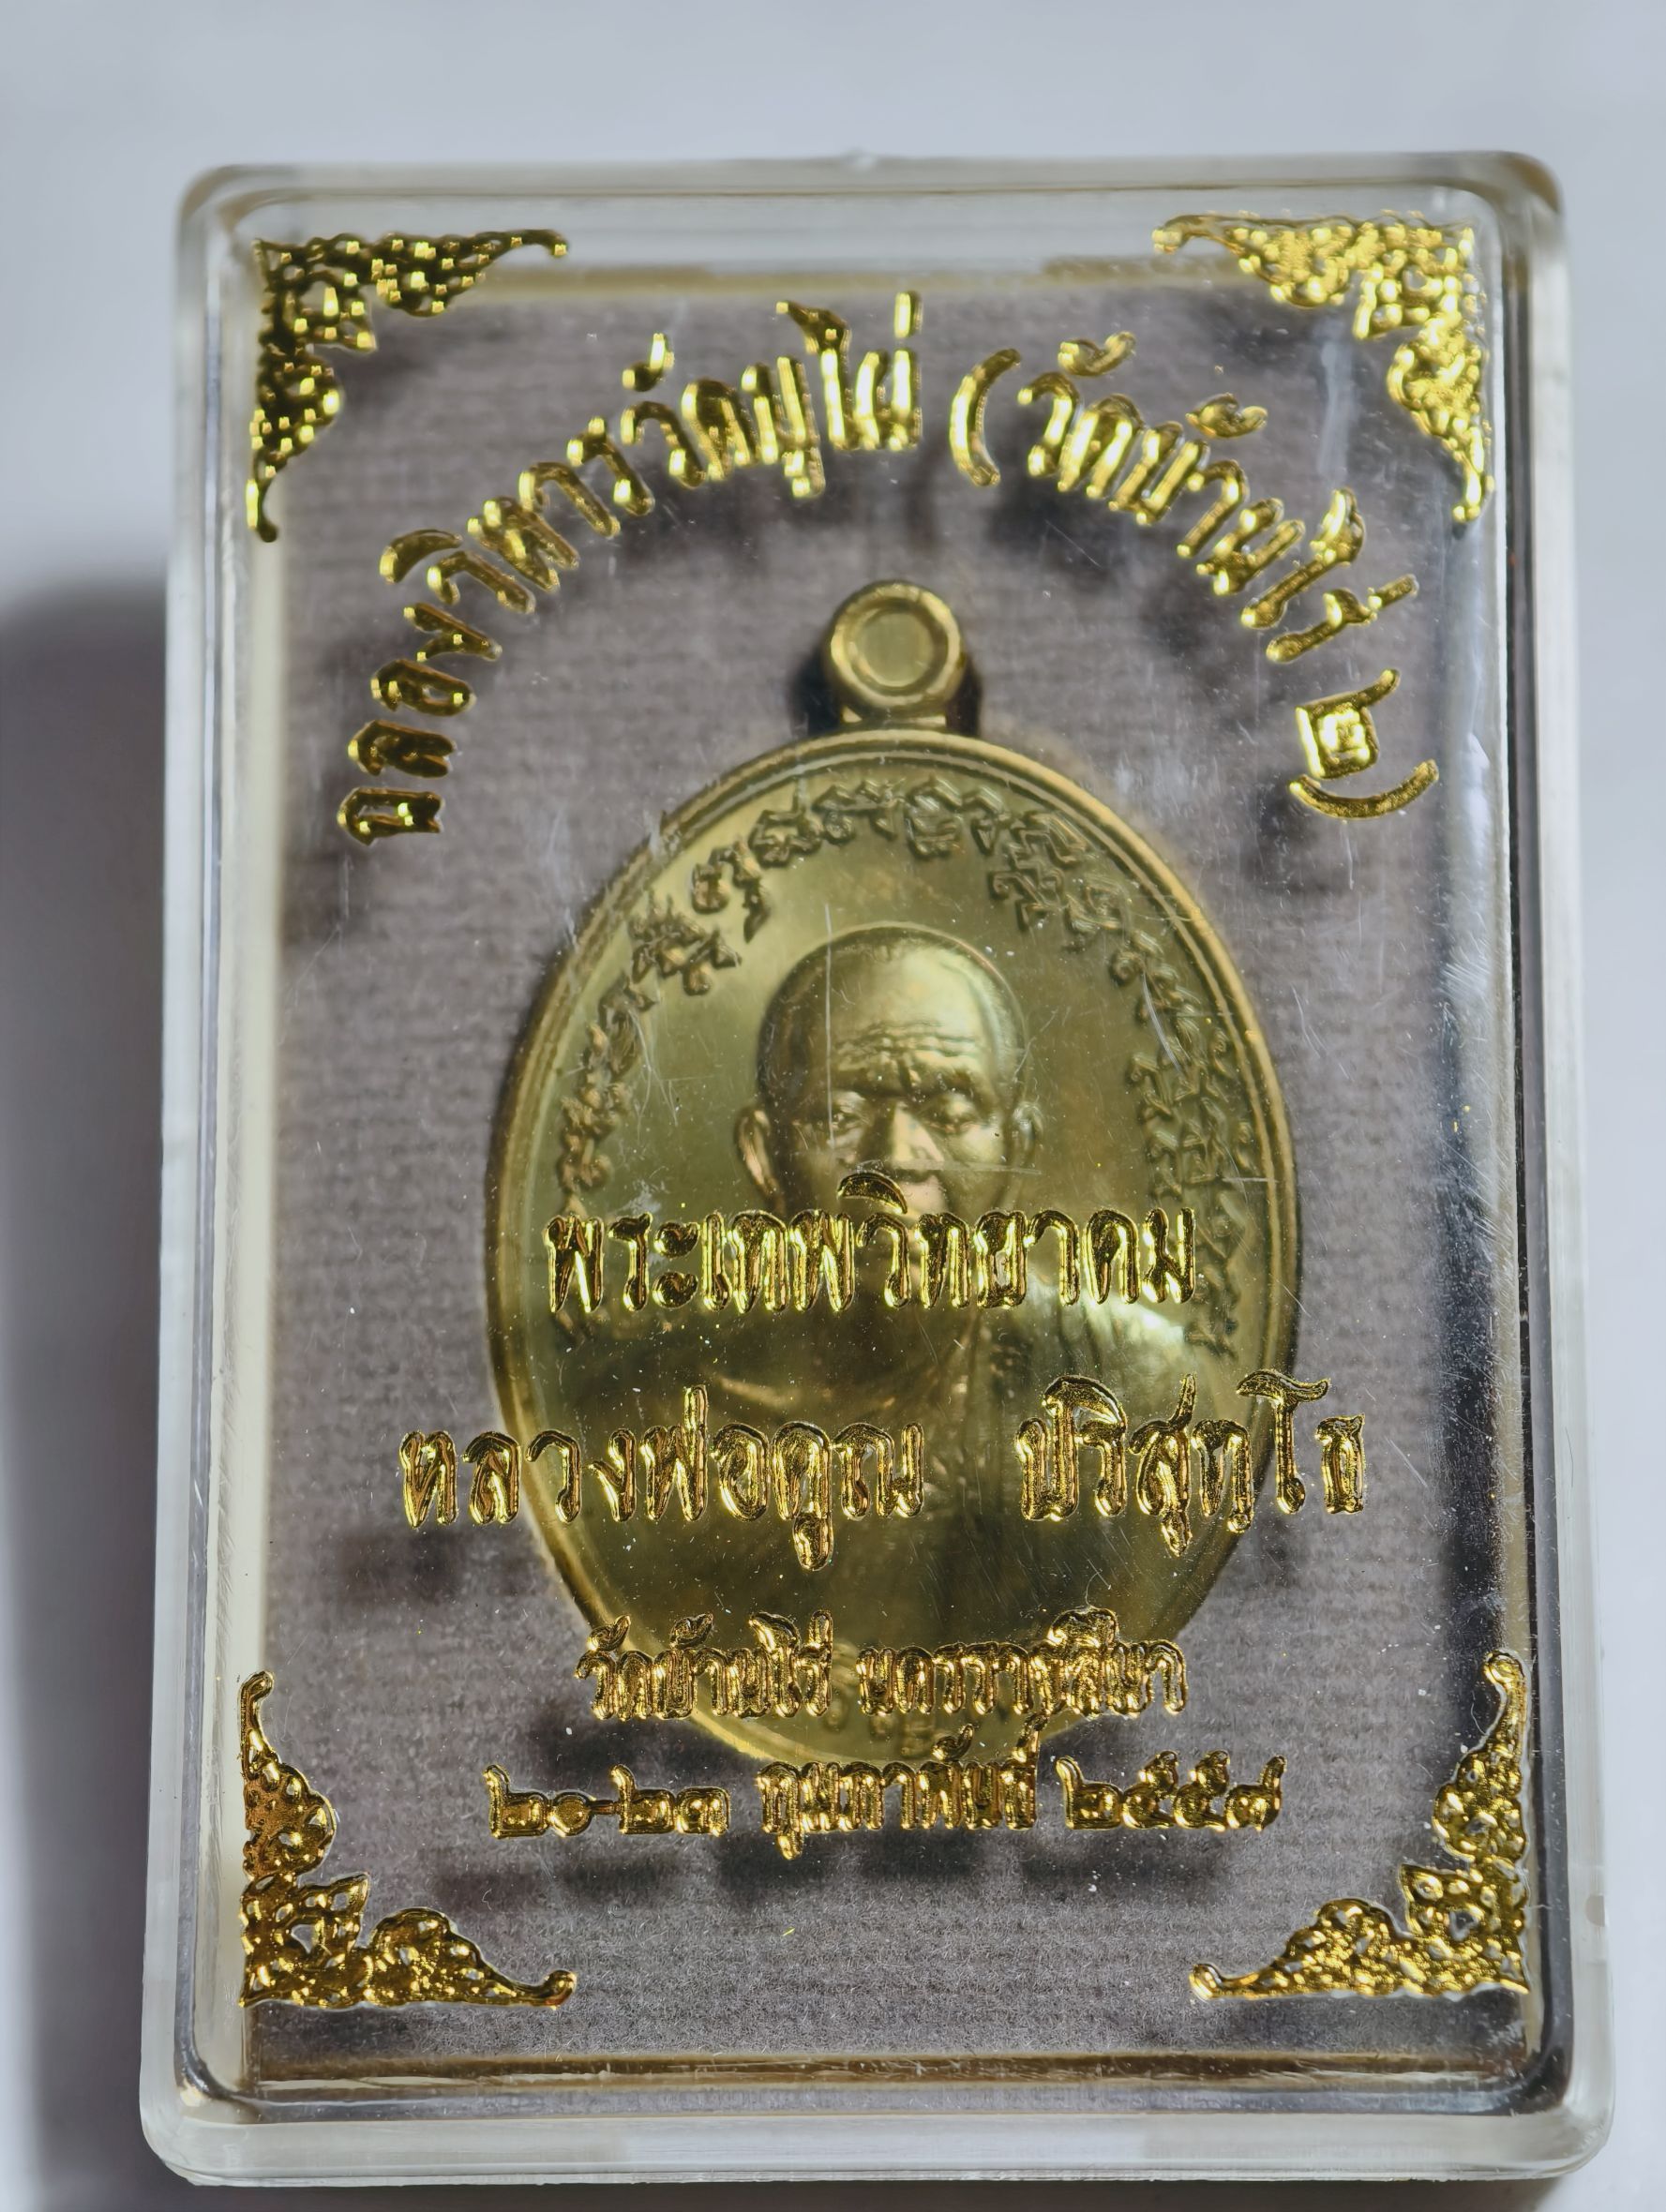 ฉลองวิหารวัดบุไผ่ (วัดบ้านไร่ ๒)
พระเทพวิทยาคม
หลวงพ่อคูณ ปริสุทฺโธ
วัดบ้านไร่ นครราชสีมา
๒๐-๒๓ กุมภาพันธ์ ๒๕๕๗